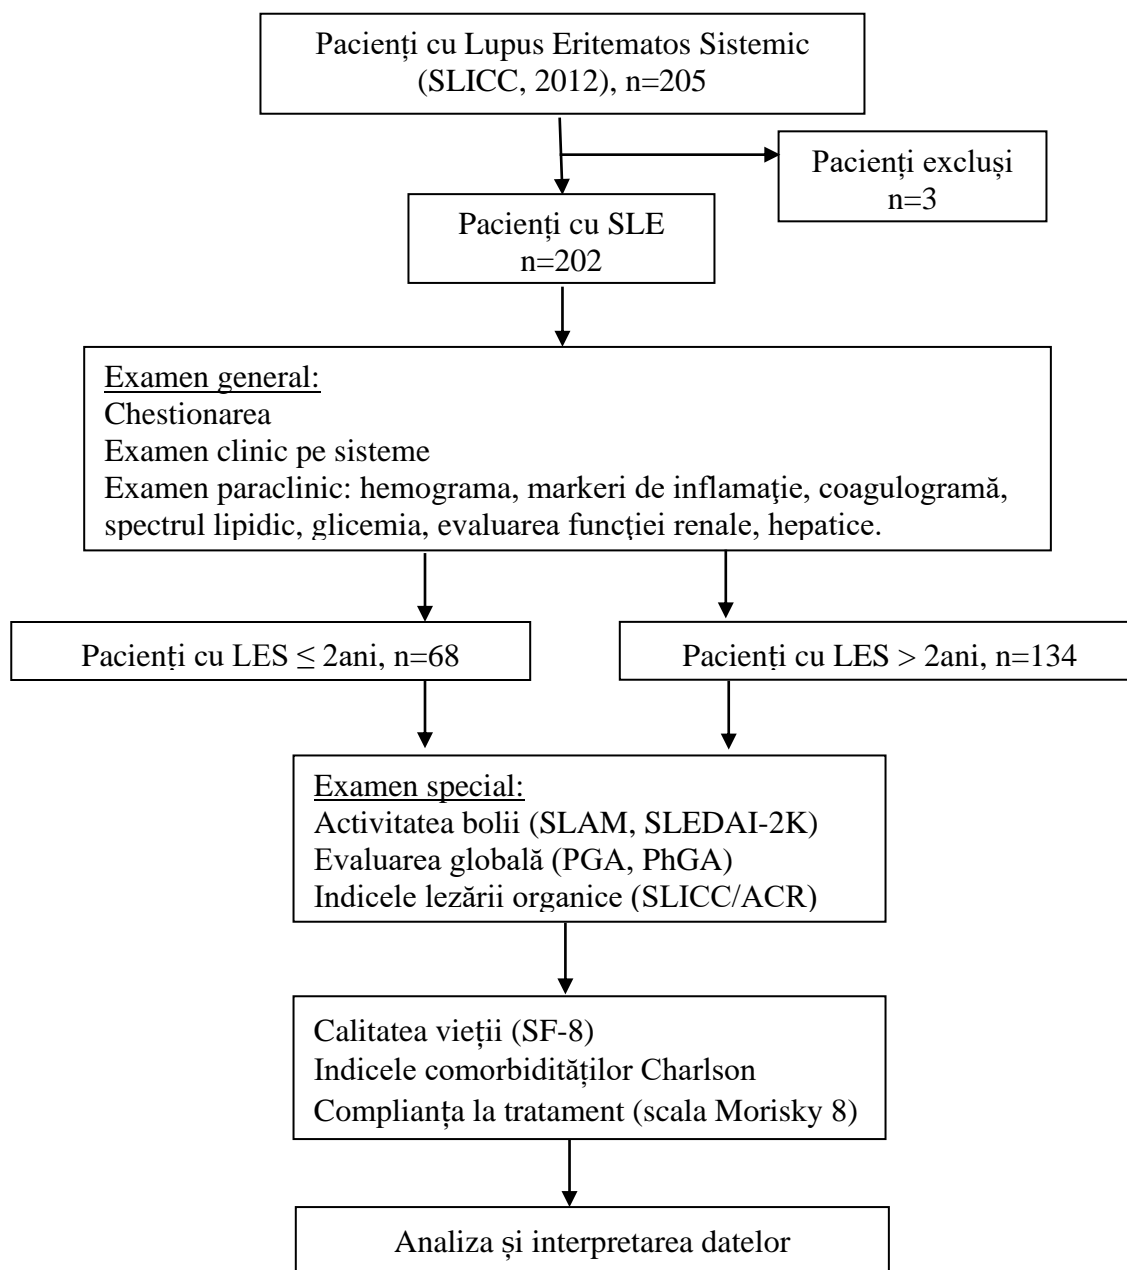 Pacienți cu Lupus Eritematos Sistemic
(SLICC, 2012), n=205
Pacienți excluși
n=3
Pacienți cu SLE
n=202
Examen general:
Chestionarea
Examen clinic pe sisteme
Examen paraclinic: hemograma, markeri de inflamaţie, coagulogramă,
spectrul lipidic, glicemia, evaluarea funcţiei renale, hepatice.
Pacienți cu LES ≤ 2ani, n=68
Pacienți cu LES > 2ani, n=134
Examen special:
Activitatea bolii (SLAM, SLEDAI-2K)
Evaluarea globală (PGA, PhGA)
Indicele lezării organice (SLICC/ACR)
Calitatea vieții (SF-8)
Indicele comorbidităților Charlson
Complianța la tratament (scala Morisky 8)
Analiza și interpretarea datelor